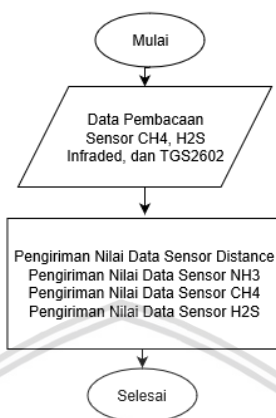 Mulai
Data Pembacaan
Sensor CH4, H2S
Infraded, dan TGS2602
Pengiriman Nilai Data Sensor Distance
Pengiriman Nilai Data Sensor NH3
Pengiriman Nilai Data Sensor CH4
Pengiriman Nilai Data Sensor H2S
Selesai